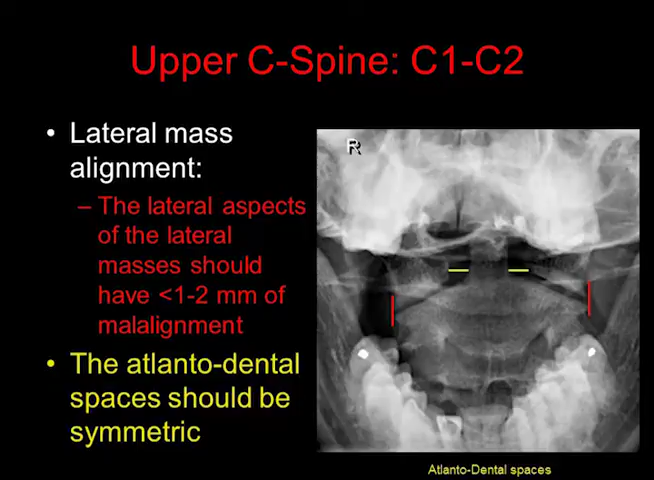 Upper C-Spine: C1-C2
• Lateral mass
alignment:
– The lateral aspects
of the lateral
masses should
have <1-2 mm of
malalignment
• The atlanto-dental
spaces should be
symmetric
R
Atlanto-Dental spaces